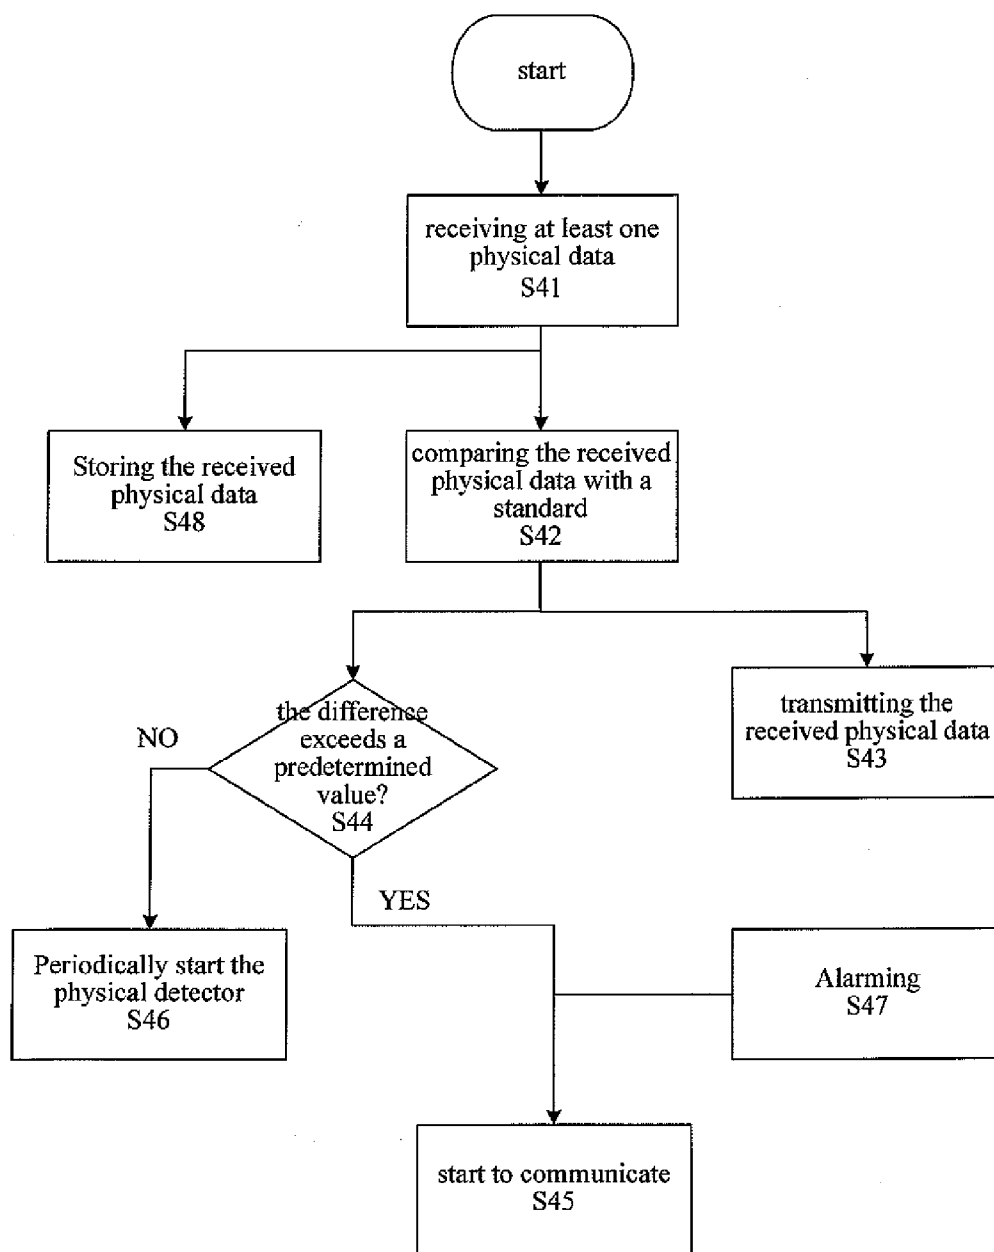 start
receiving at least one
physical data
S41
Storing the received
physical data
S48
comparing the received
physical data with a
standard
S42
the difference
exceeds a
predetermined
value?
S44
NO
YES
transmitting the
received physical data
S43
Periodically start the
physical detector
S46
Alarming
S47
start to communicate
S45